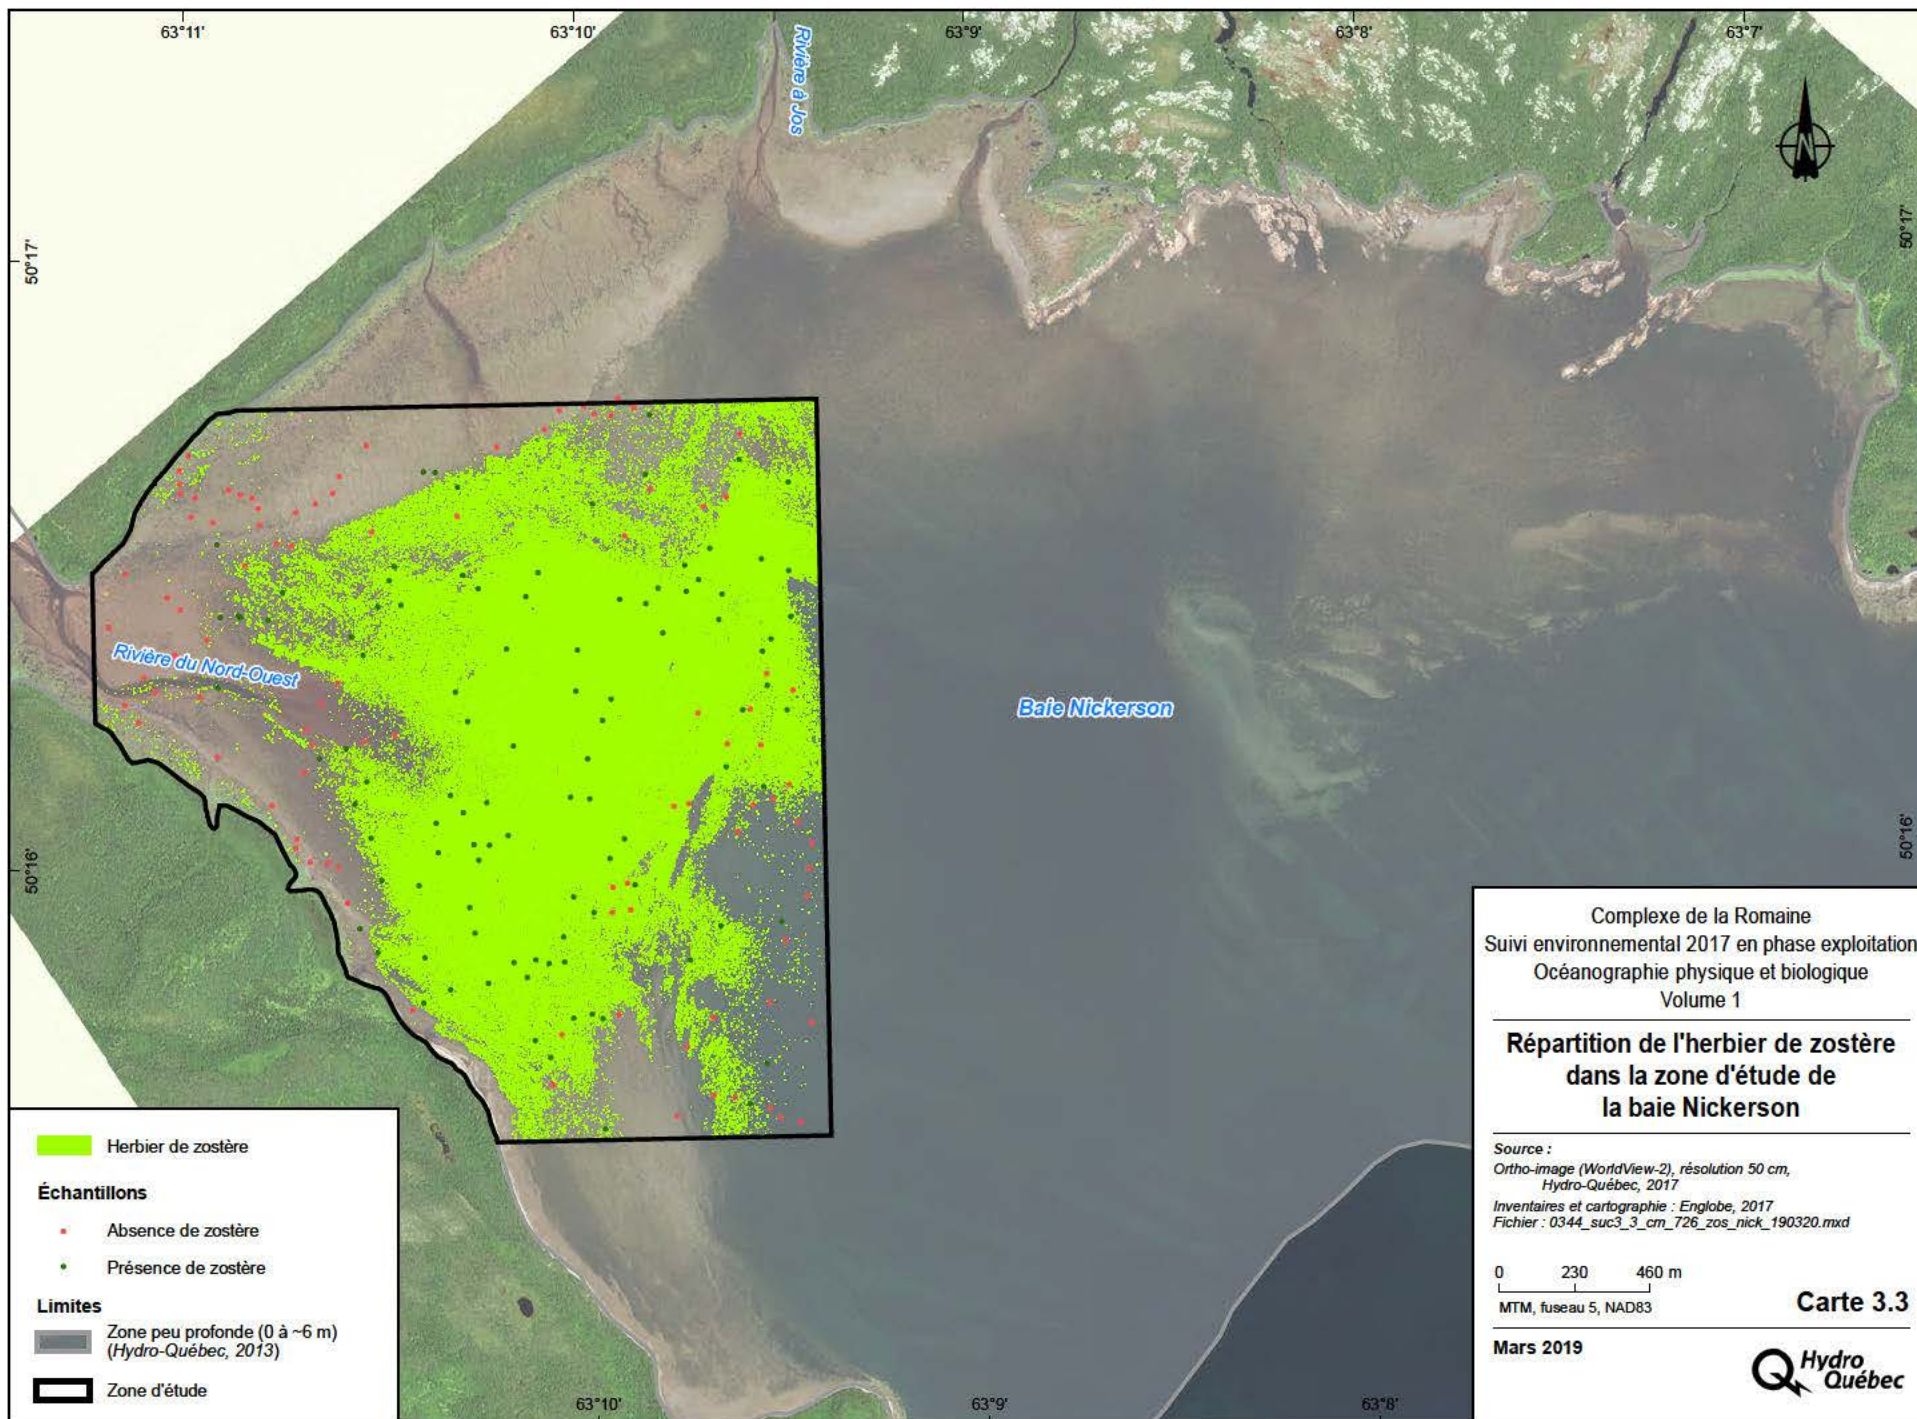 63°11'
63°10'
63°9'
63°8'
63°7'
Rivière à Jos
50°17'
50°17'
Rivière du Nord-Ouest
Baie Nickerson
50°16'
50°16'
Herbier de zostère
Échantillons
Absence de zostère
Présence de zostère
Limites
Zone peu profonde (0 à ~6 m)
(Hydro-Québec, 2013)
Zone d'étude
63°10'
63°9'
63°8'
Complexe de la Romaine
Suivi environnemental 2017 en phase exploitation
Océanographie physique et biologique
Volume 1
Répartition de l'herbier de zostère
dans la zone d'étude de
la baie Nickerson
Source :
Ortho-image (WorldView-2), résolution 50 cm,
Hydro-Québec, 2017
Inventaires et cartographie : Englobe, 2017
Fichier : 0344_suc3_3_cm_726_zos_nick_190320.mxd
0 230 460 m
MTM, fuseau 5, NAD83
Carte 3.3
Mars 2019
Hydro
Québec
N